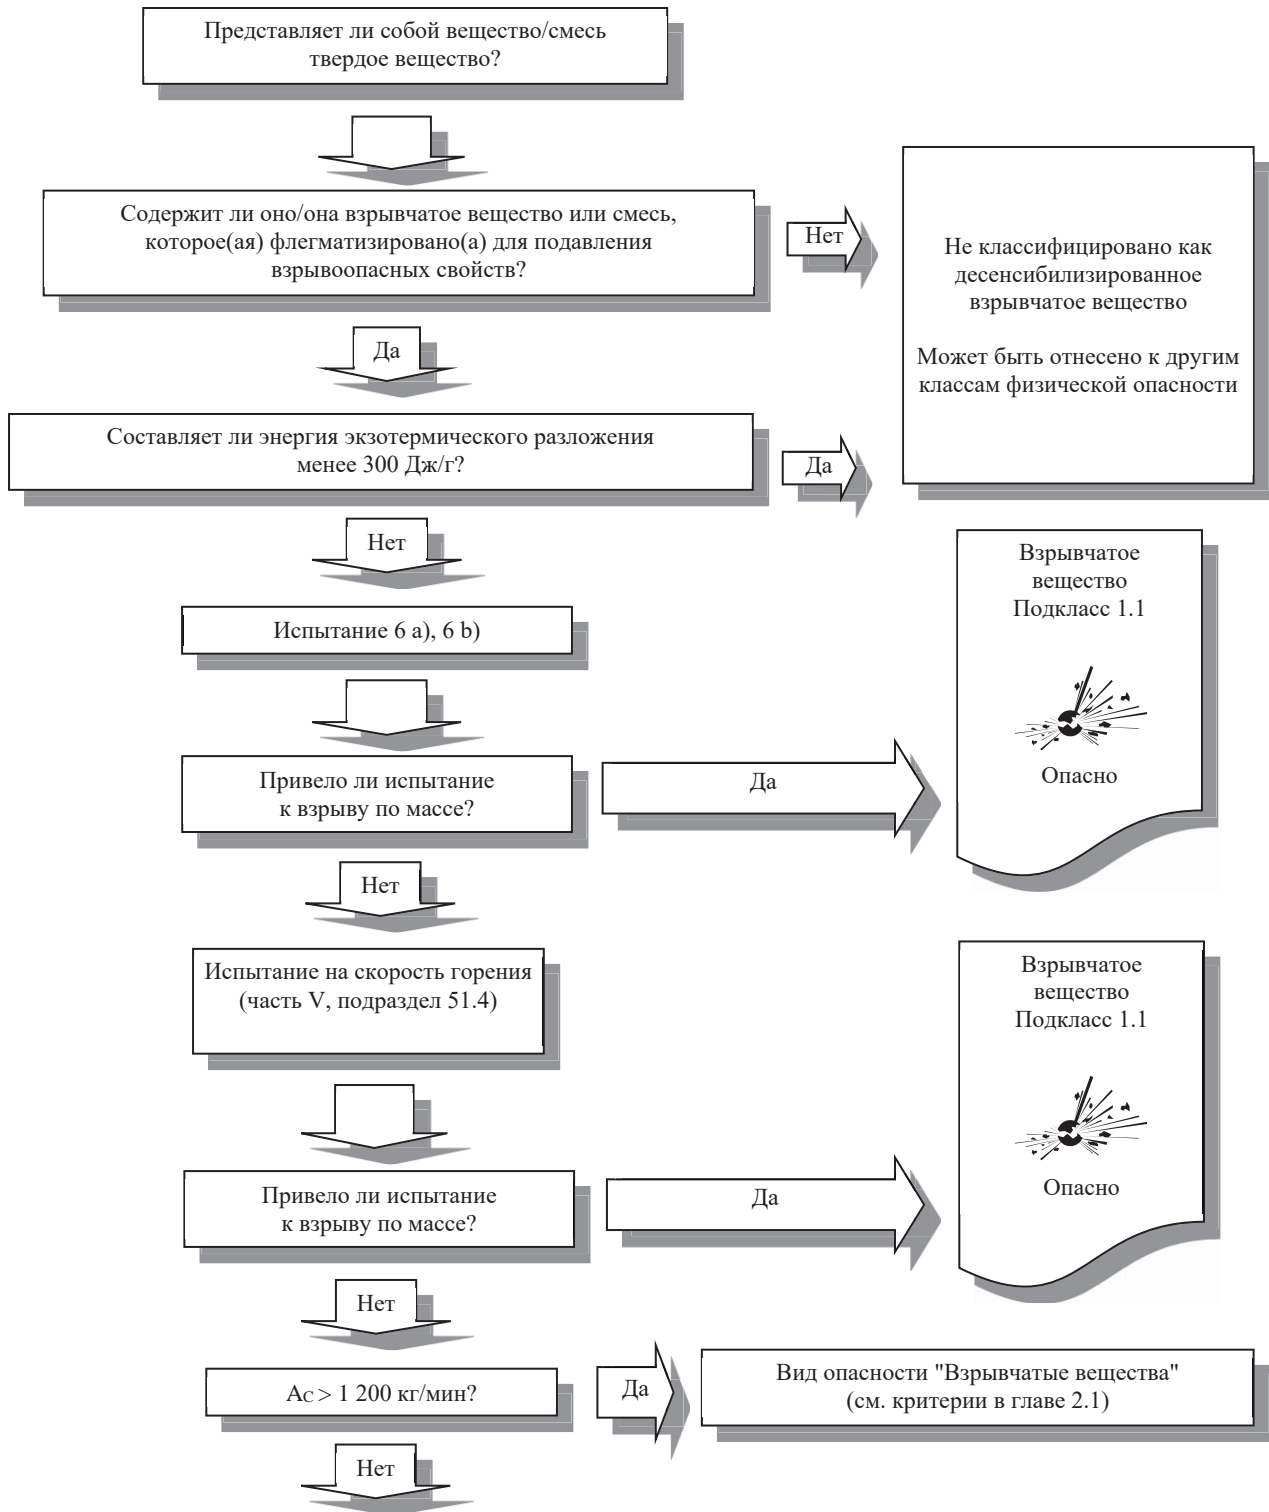 Представляет ли собой вещество/смесь
твердое вещество?
Содержит ли оно/она взрывчатое вещество или смесь,
которое(ая) флегматизировано(а) для подавления
взрывоопасных свойств?
Нет
Не классифицировано как
десенсибилизированное
взрывчатое вещество
Может быть отнесено к другим
классам физической опасности
Да
Составляет ли энергия экзотермического разложения
менее 300 Дж/г?
Да
Нет
Испытание 6 a), 6 b)
Взрывчатое
вещество
Подкласс 1.1
Опасно
Привело ли испытание
к взрыву по массе?
Да
Нет
Испытание на скорость горения
(часть V, подраздел 51.4)
Взрывчатое
вещество
Подкласс 1.1
Опасно
Привело ли испытание
к взрыву по массе?
Да
Нет
AC > 1 200 кг/мин?
Да
Вид опасности "Взрывчатые вещества"
(см. критерии в главе 2.1)
Нет